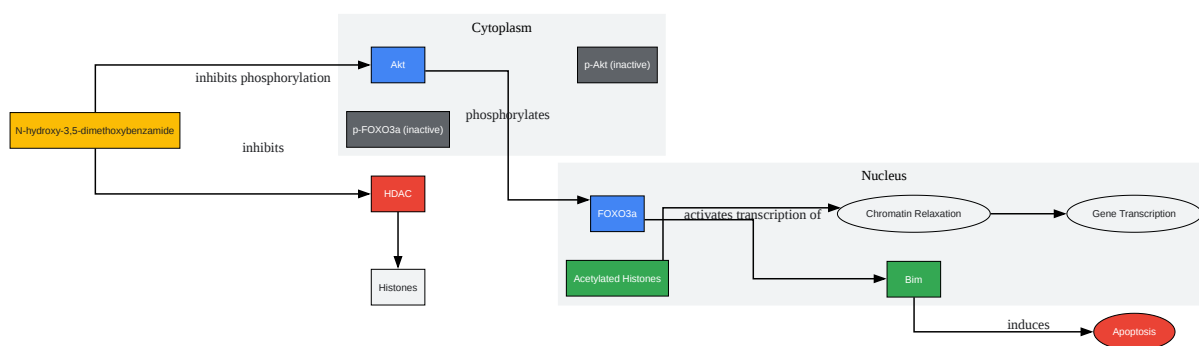 Cytoplasm
Akt
p-Akt (inactive)
inhibits phosphorylation
phosphorylates
N-hydroxy-3,5-dimethoxybenzamide
p-FOXO3a (inactive)
inhibits
Nucleus
HDAC
FOXO3a
activates transcription of
Chromatin Relaxation
Gene Transcription
Histones
Acetylated Histones
Bim
induces
Apoptosis